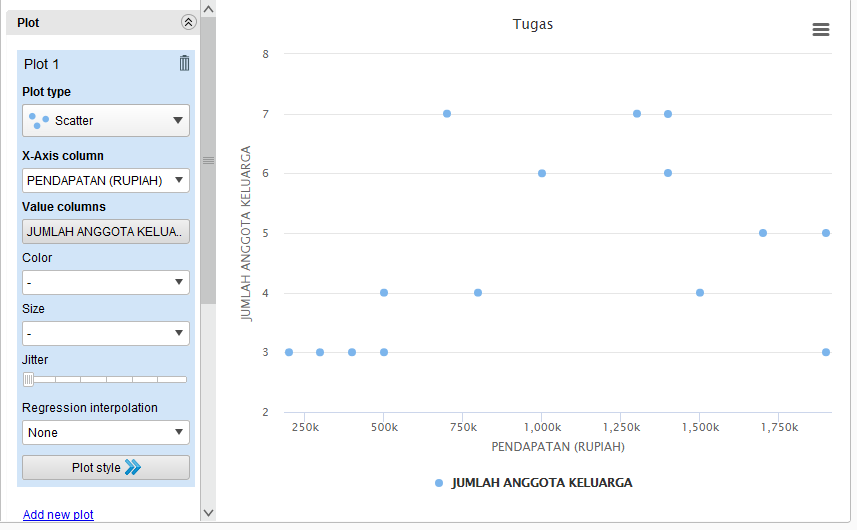 Plot
Plot 1
Plot type
Scatter
X-Axis column
PENDAPATAN (RUPIAH)
Value columns
JUMLAH ANGGOTA KELUA..
Color
-
Size
-
Jitter
Regression interpolation
None
Plot style
Add new plot
Tugas
JUMLAH ANGGOTA KELUARGA
8
7
6
5
4
3
2
250k
500k
750k
1,000k
1,250k
1,500k
1,750k
PENDAPATAN (RUPIAH)
JUMLAH ANGGOTA KELUARGA